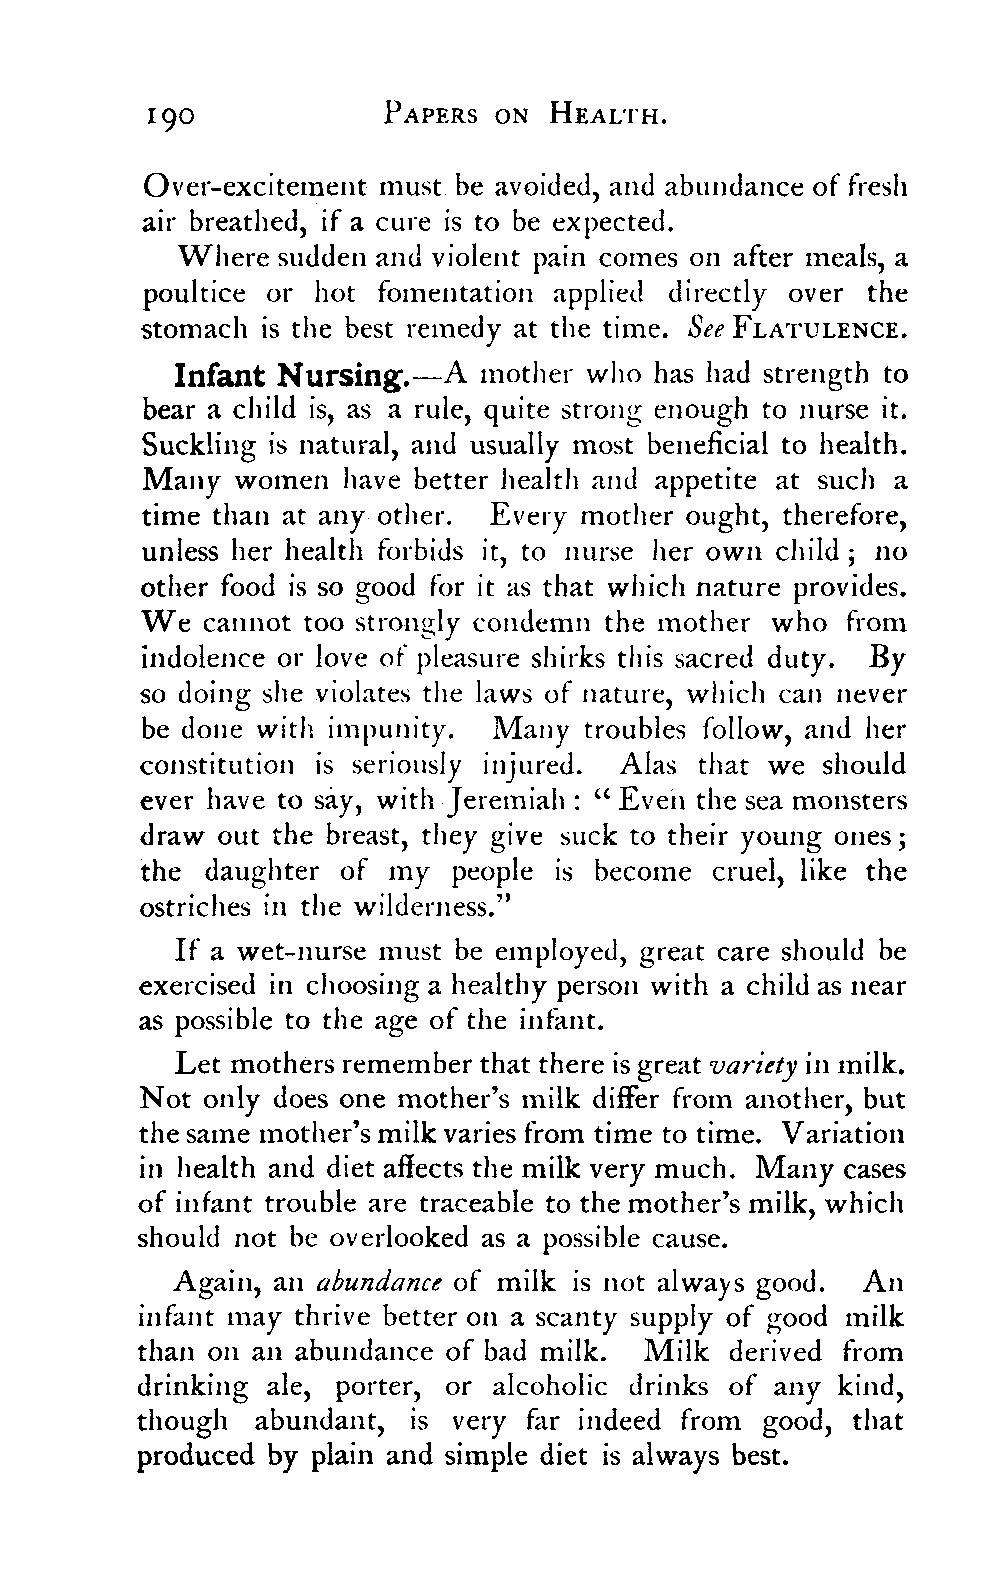 190 PAPERS ON HEALTH.
Over-excitement must be avoided, and abundance of fresh
air breathed, if a cure is to be expected.
Where sudden and violent pain comes on after meals, a
poultice or hot fomentation applied directly over the
stomach is the best remedy at the time. See FLATULENCE.
Infant Nursing.—A mother who has had strength to
bear a child is, as a rule, quite strong enough to nurse it.
Suckling is natural, and usually most beneficial to health.
Many women have better health and appetite at such a
time than at any other. Every mother ought, therefore,
unless her health forbids it, to nurse her own child ; no
other food is so good for it as that which nature provides.
We cannot too strongly condemn the mother who from
indolence or love of pleasure shirks this sacred duty. By
so doing she violates the laws of nature, which can never
be done with impunity. Many troubles follow, and her
constitution is seriously injured. Alas that we should
ever have to say, with Jeremiah : “ Even the sea monsters
draw out the breast, they give suck to their young ones ;
the daughter of my people is become cruel, like the
ostriches in the wilderness.”
If a wet-nurse must be employed, great care should be
exercised in choosing a healthy person with a child as near
as possible to the age of the infant.
Let mothers remember that there is great variety in milk.
Not only does one mother’s milk differ from another, but
the same mother’s milk varies from time to time. Variation
in health and diet affects the milk very much. Many cases
of infant trouble are traceable to the mother’s milk, which
should not be overlooked as a possible cause.
Again, an abundance of milk is not always good. An
infant may thrive better on a scanty supply of good milk
than on an abundance of bad milk. Milk derived from
drinking ale, porter, or alcoholic drinks of any kind,
though abundant, is very far indeed from good, that
produced by plain and simple diet is always best.